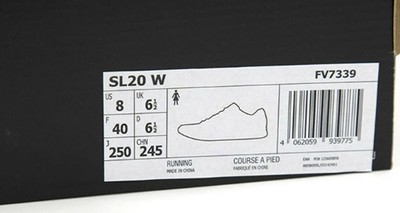 SL20 W
FV7339
US UK
8 6½
F D
40 6½
J CHN
250 245
RUNNING COURSE A PIED
MADE IN CHINA FABRIQUÉ EN CHINE
4 062059 939775